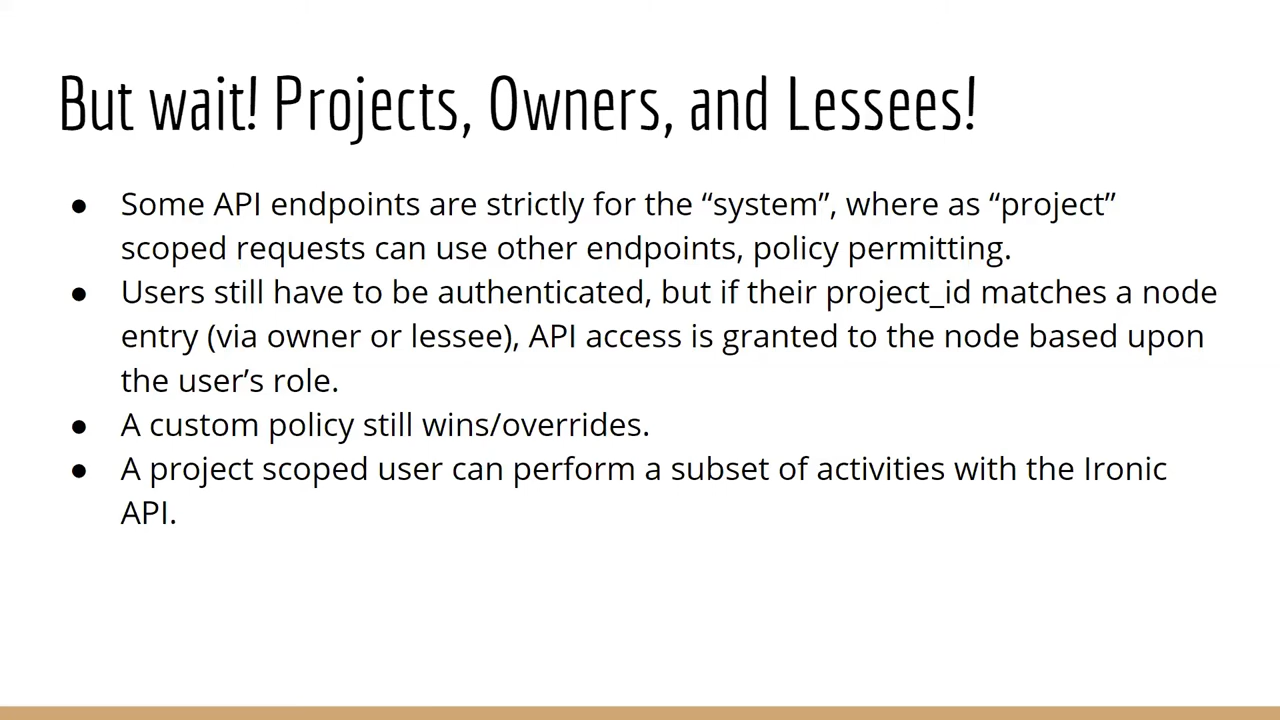 But wait! Projects, Owners, and Lessees!
● Some API endpoints are strictly for the “system”, where as “project”
scoped requests can use other endpoints, policy permitting.
● Users still have to be authenticated, but if their project_id matches a node
entry (via owner or lessee), API access is granted to the node based upon
the user’s role.
● A custom policy still wins/overrides.
● A project scoped user can perform a subset of activities with the Ironic
API.